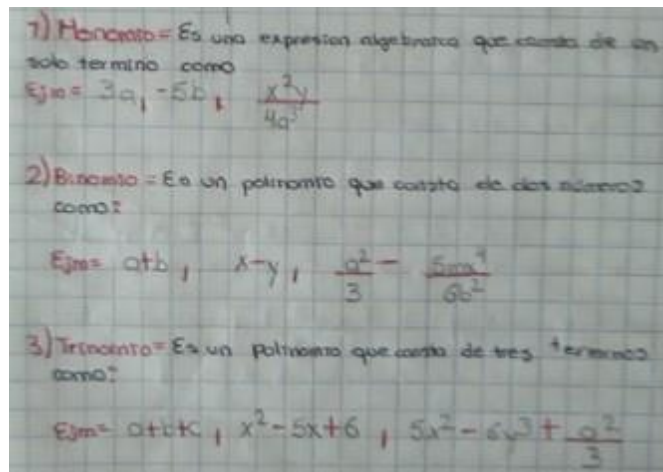 1) Monomio = Es una expresion algebraica que consta de un
solo termino como
Ejm = 3a, -5b, x²y/4a³
2) Binomio = Es un polinomio que consta de dos números
como:
Ejm = a+b, x-y, a²/3 - 5mx⁴/6b²
3) Trinomio = Es un polinomio que consta de tres terminos
como:
Ejm = a+b+c, x²-5x+6, 5x²-6y³+a²/3